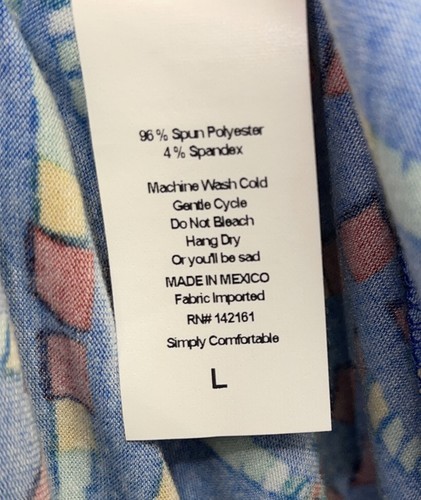 96 % Spun Polyester
4 % Spandex
Machine Wash Cold
Gentle Cycle
Do Not Bleach
Hang Dry
Or you'll be sad
MADE IN MEXICO
Fabric Imported
RN# 142161
Simply Comfortable
L